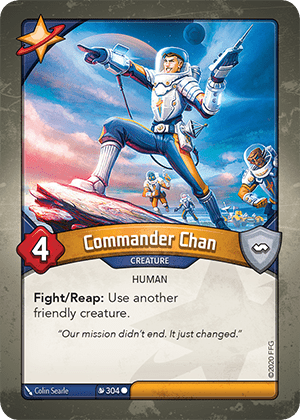 Commander Chan
CREATURE
4
HUMAN
Fight/Reap: Use another
friendly creature.
“Our mission didn’t end. It just changed.”
©2020 FFG
Colin Searle
304